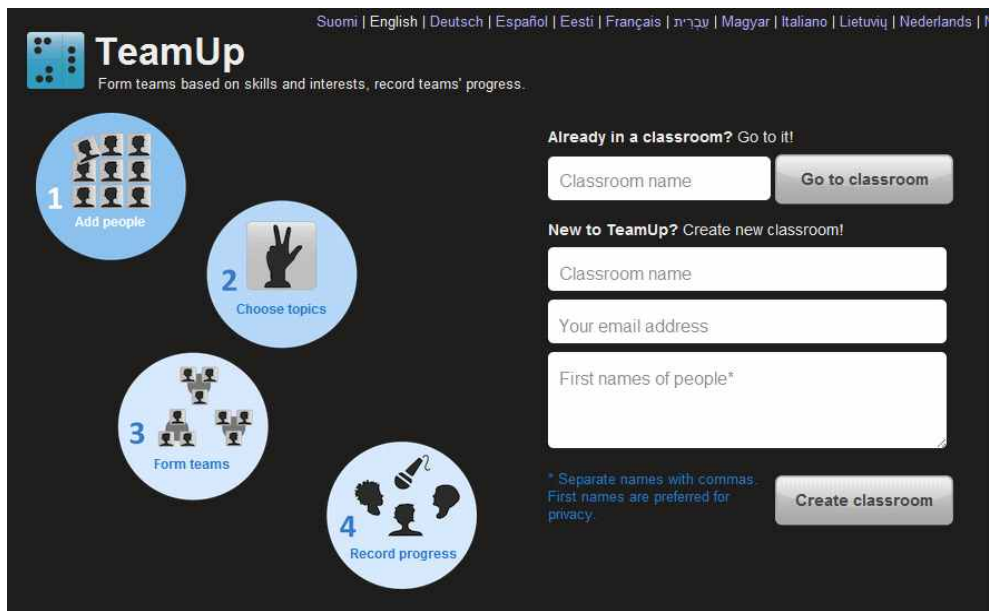 Suomi | English | Deutsch | Español | Eesti | Français | עִבְרִית | Magyar | Italiano | Lietuvių | Nederlands |
TeamUp
Form teams based on skills and interests, record teams' progress.
1
Add people
2
Choose topics
3
Form teams
4
Record progress
Already in a classroom? Go to it!
Classroom name
Go to classroom
New to TeamUp? Create new classroom!
Classroom name
Your email address
First names of people*
* Separate names with commas.
First names are preferred for
privacy.
Create classroom